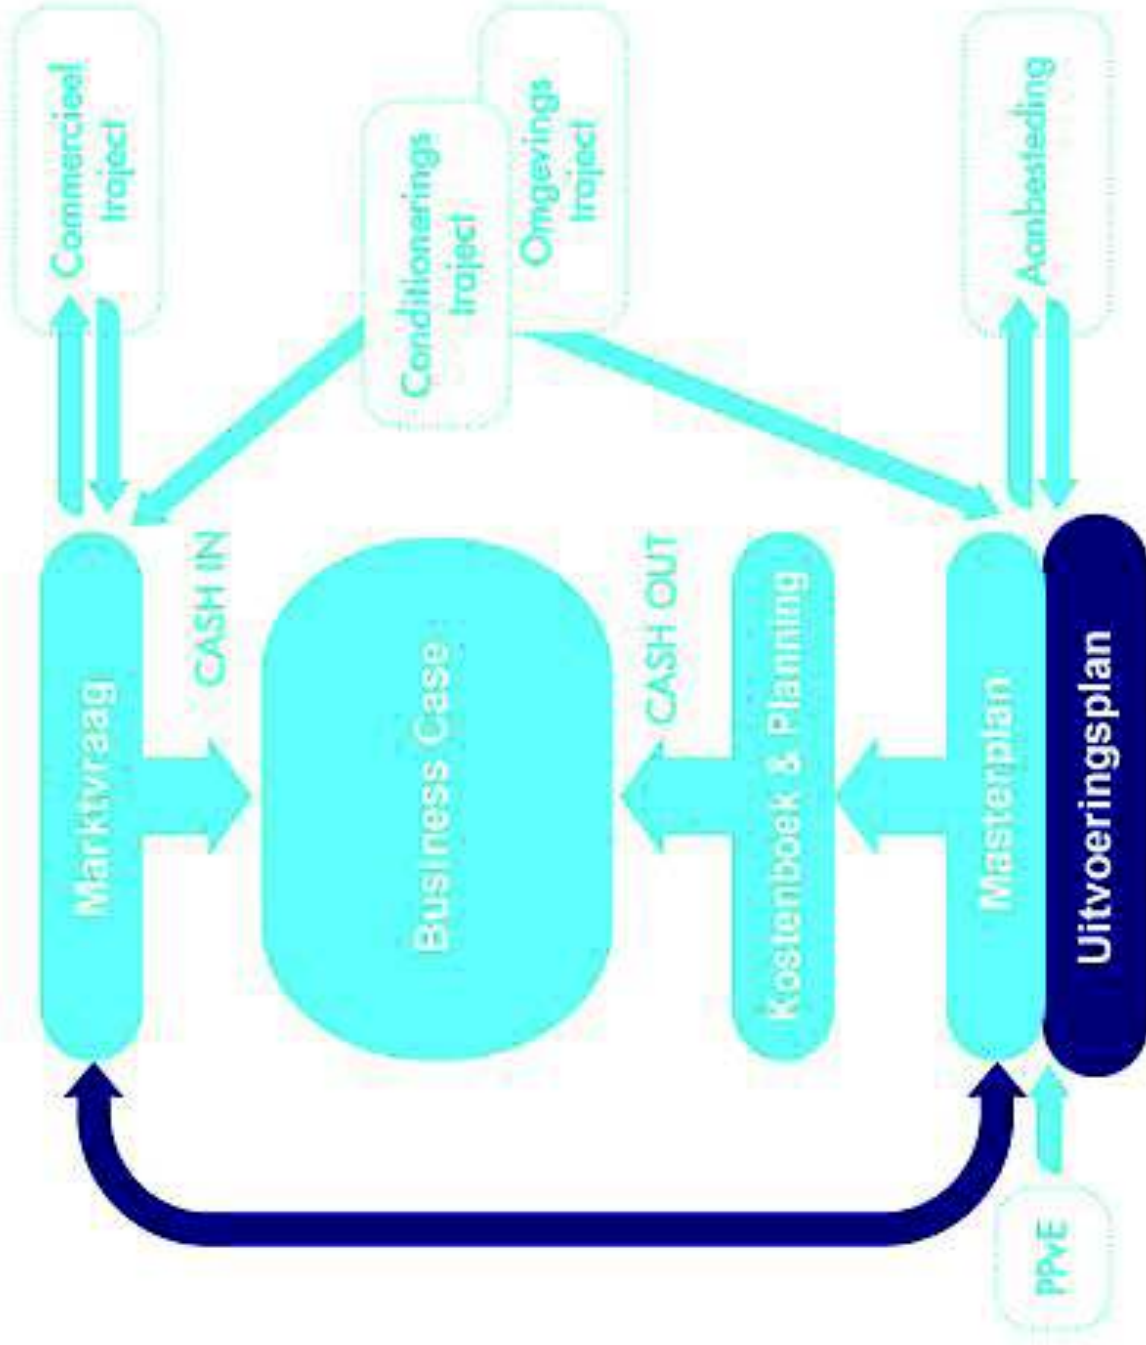 Marktvraag
Commercieel
traject
CASH IN
Business Case
Conditionerings
traject
Omgevings
traject
CASH OUT
Kostenboek & Planning
Masterplan
Aanbesteding
PPvE
Uitvoeringsplan